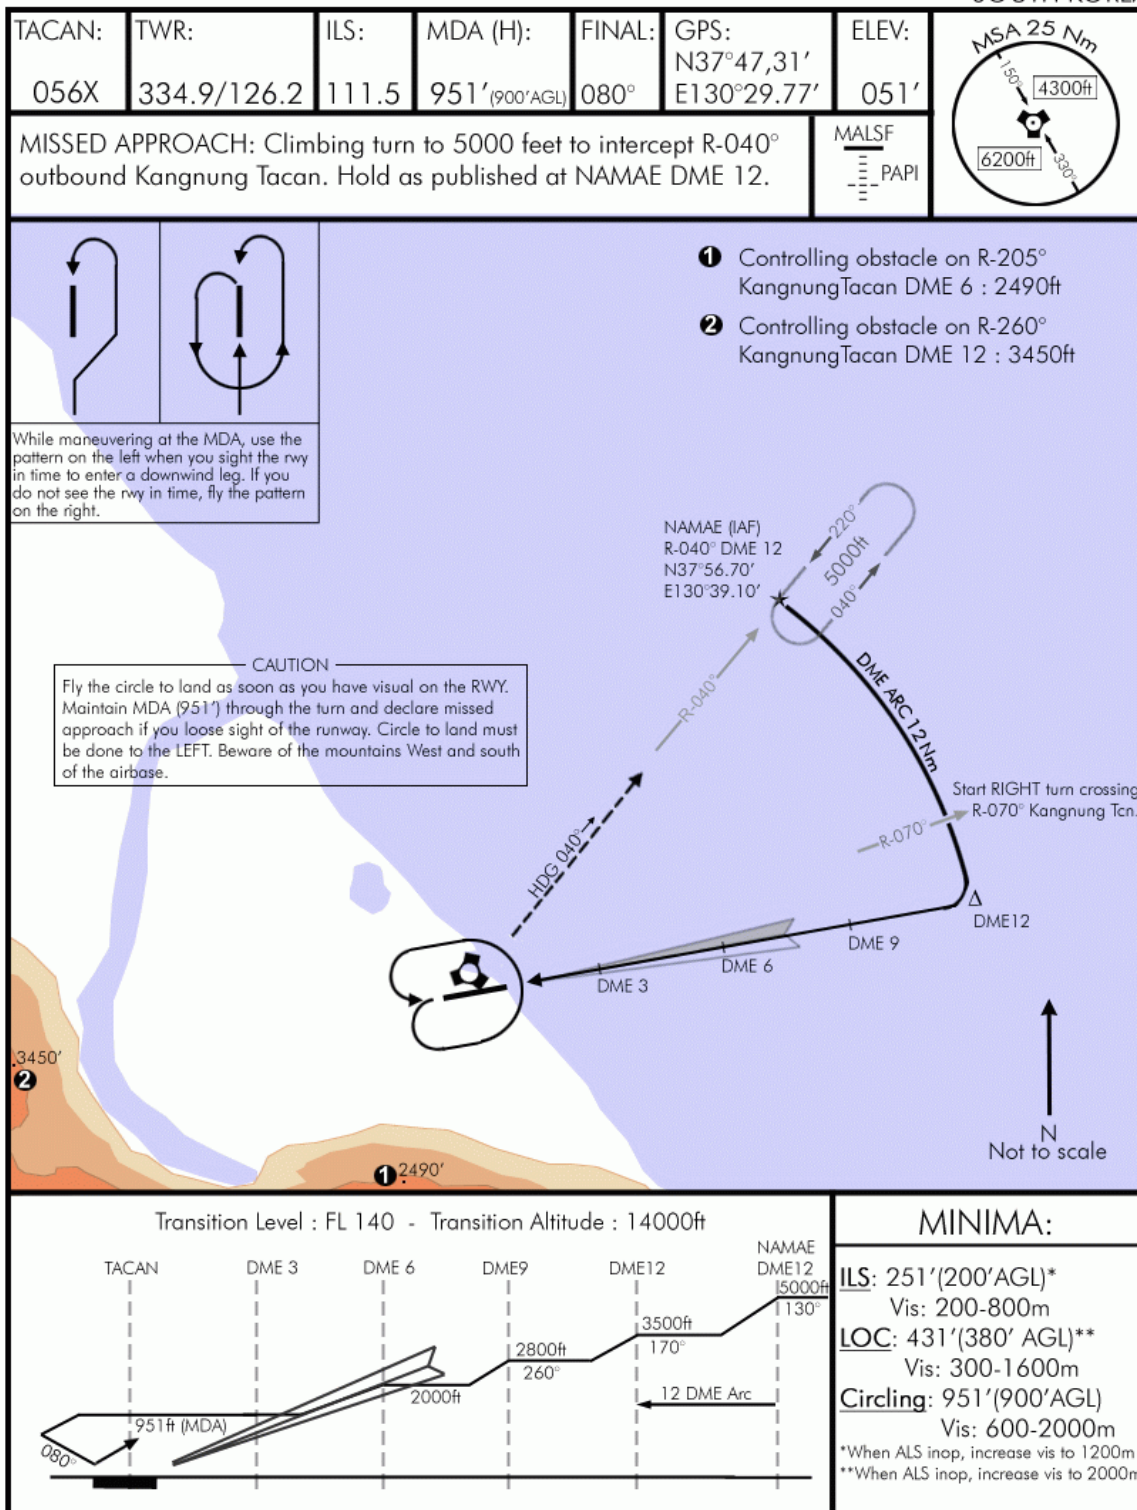 TACAN:
056X
TWR:
334.9/126.2
ILS:
111.5
MDA (H):
951′(900′AGL)
FINAL:
080°
GPS:
N37°47,31′
E130°29.77′
ELEV:
051′
MSA 25 Nm
150°
4300ft
6200ft
330°
MISSED APPROACH: Climbing turn to 5000 feet to intercept R-040°
outbound Kangnung Tacan. Hold as published at NAMAE DME 12.
MALSF
PAPI
1 Controlling obstacle on R-205°
KangnungTacan DME 6 : 2490ft
2 Controlling obstacle on R-260°
KangnungTacan DME 12 : 3450ft
While maneuvering at the MDA, use the
pattern on the left when you sight the rwy
in time to enter a downwind leg. If you
do not see the rwy in time, fly the pattern
on the right.
NAMAE (IAF)
R-040° DME 12
N37°56.70′
E130°39.10′
220°
5000ft
040°
CAUTION
Fly the circle to land as soon as you have visual on the RWY.
Maintain MDA (951′) through the turn and declare missed
approach if you loose sight of the runway. Circle to land must
be done to the LEFT. Beware of the mountains West and south
of the airbase.
R-040°
DME ARC 12 Nm
Start RIGHT turn crossing
R-070° Kangnung Tcn.
R-070°
HDG 040°
DME12
DME 9
DME 6
DME 3
3450′
2
1
2490′
N
Not to scale
Transition Level : FL 140 - Transition Altitude : 14000ft
TACAN
DME 3
DME 6
DME9
DME12
NAMAE
DME12
5000ft
130°
3500ft
170°
2800ft
260°
2000ft
12 DME Arc
951ft (MDA)
080°
MINIMA:
ILS: 251′(200′AGL)*
Vis: 200-800m
LOC: 431′(380′ AGL)**
Vis: 300-1600m
Circling: 951′(900′AGL)
Vis: 600-2000m
*When ALS inop, increase vis to 1200m
**When ALS inop, increase vis to 2000m